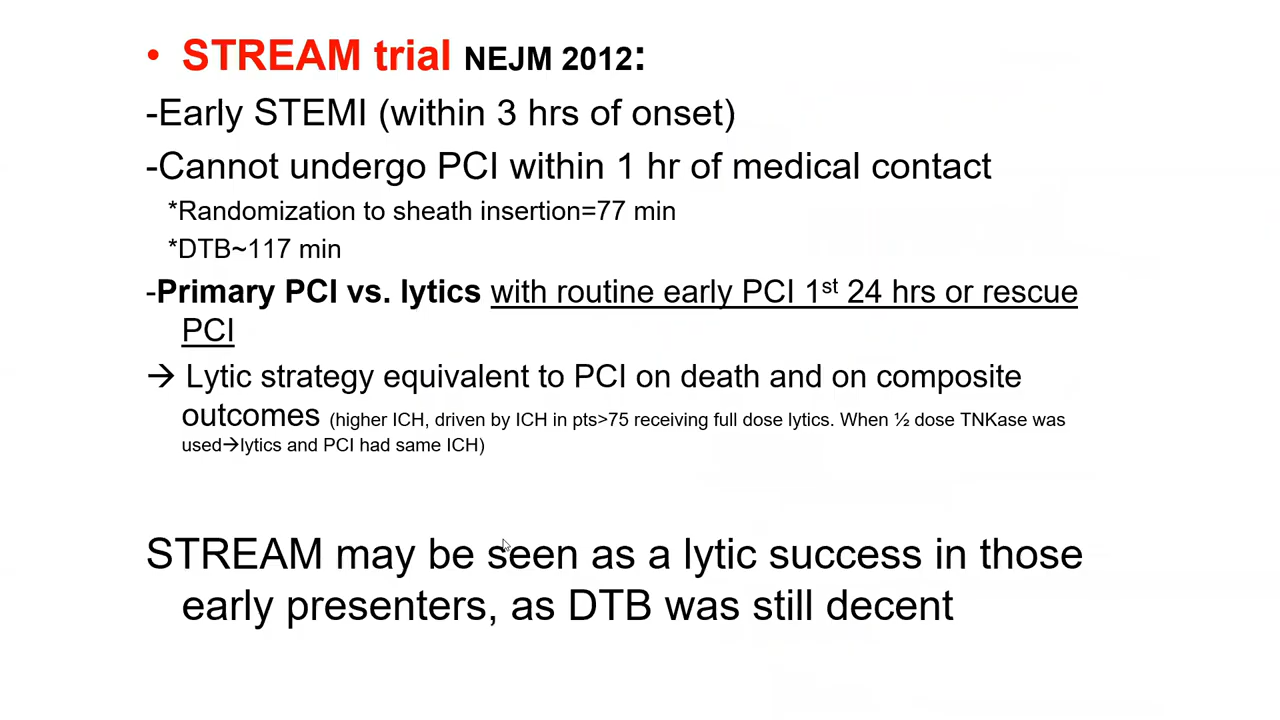 • STREAM trial NEJM 2012:
-Early STEMI (within 3 hrs of onset)
-Cannot undergo PCI within 1 hr of medical contact
*Randomization to sheath insertion=77 min
*DTB~117 min
-Primary PCI vs. lytics with routine early PCI 1st 24 hrs or rescue
PCI
→ Lytic strategy equivalent to PCI on death and on composite
outcomes (higher ICH, driven by ICH in pts>75 receiving full dose lytics. When ½ dose TNKase was
used→lytics and PCI had same ICH)
STREAM may be seen as a lytic success in those
early presenters, as DTB was still decent